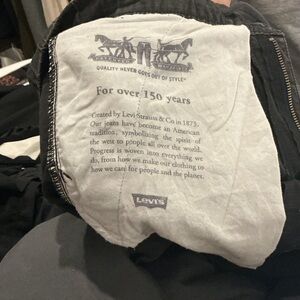 QUALITY NEVER GOES OUT OF STYLE®
For over 150 years
Created by Levi Strauss & Co in 1873.
Our jeans have become an American
tradition, symbolizing the spirit of
the west to people all over the world.
Progress is woven into everything we
do, from how we make our clothing to
how we care for people and the planet.
LEVI'S